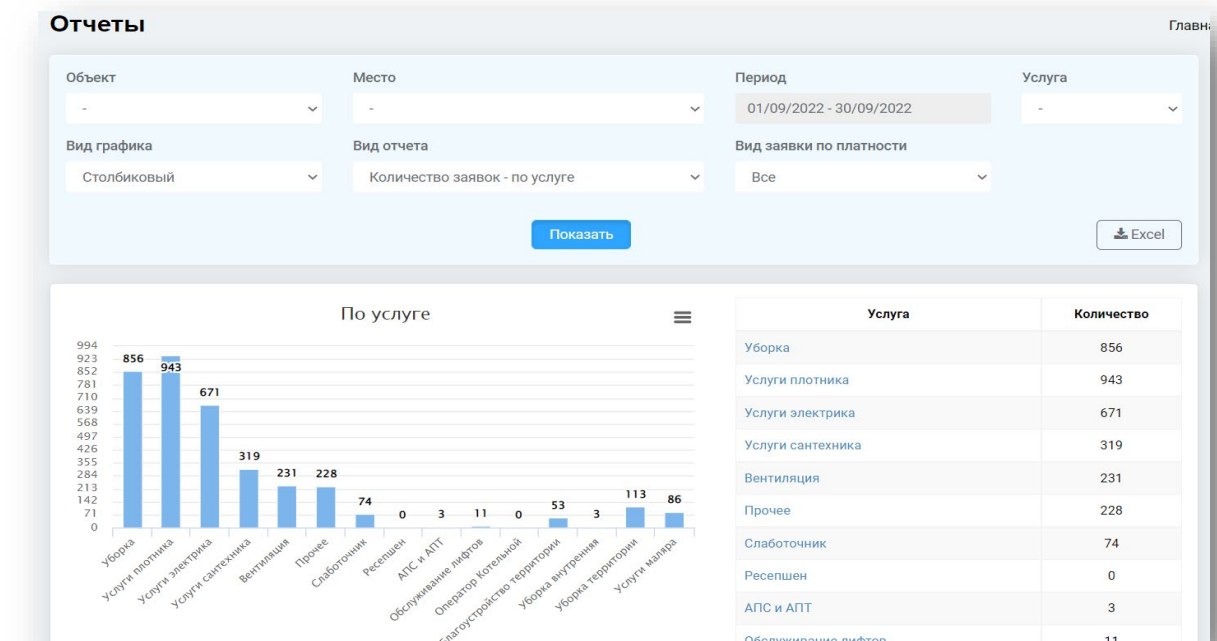 Отчеты
Главн
Объект
Место
Период
Услуга
-
-
01/09/2022 - 30/09/2022
-
Вид графика
Вид отчета
Вид заявки по платности
Столбиковый
Количество заявок - по услуге
Все
Показать
Excel
По услуге
994
923
852
781
710
639
568
497
426
355
284
213
142
71
0
856
943
671
319
231
228
74
0
3
11
0
53
3
113
86
Уборка
Услуги плотника
Услуги электрика
Услуги сантехника
Вентиляция
Прочее
Слаботочник
Ресепшен
АПС и АПТ
Обслуживание лифтов
Оператор Котельной
Благоустройство территории
Уборка внутренняя
Уборка территории
Услуги маляра
Услуга Количество
Уборка 856
Услуги плотника 943
Услуги электрика 671
Услуги сантехника 319
Вентиляция 231
Прочее 228
Слаботочник 74
Ресепшен 0
АПС и АПТ 3
Обслуживание лифтов 11